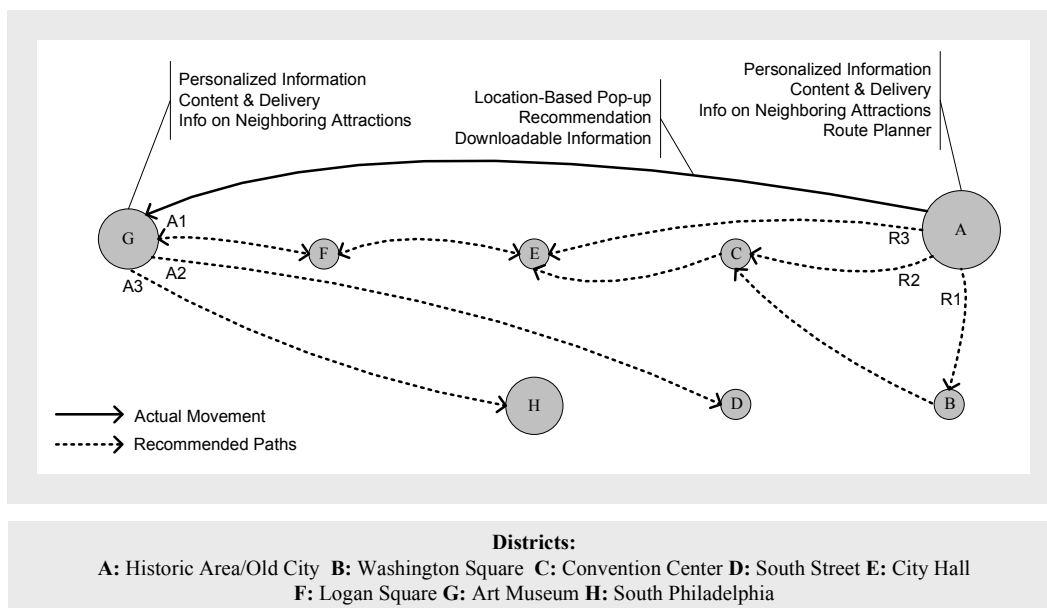 Personalized Information
Content & Delivery
Info on Neighboring Attractions
Location-Based Pop-up
Recommendation
Downloadable Information
Personalized Information
Content & Delivery
Info on Neighboring Attractions
Route Planner
G
A1
A2
A3
F
E
C
R3
R2
R1
A
H
D
B
Actual Movement
Recommended Paths
Districts:
A: Historic Area/Old City B: Washington Square C: Convention Center D: South Street E: City Hall
F: Logan Square G: Art Museum H: South Philadelphia